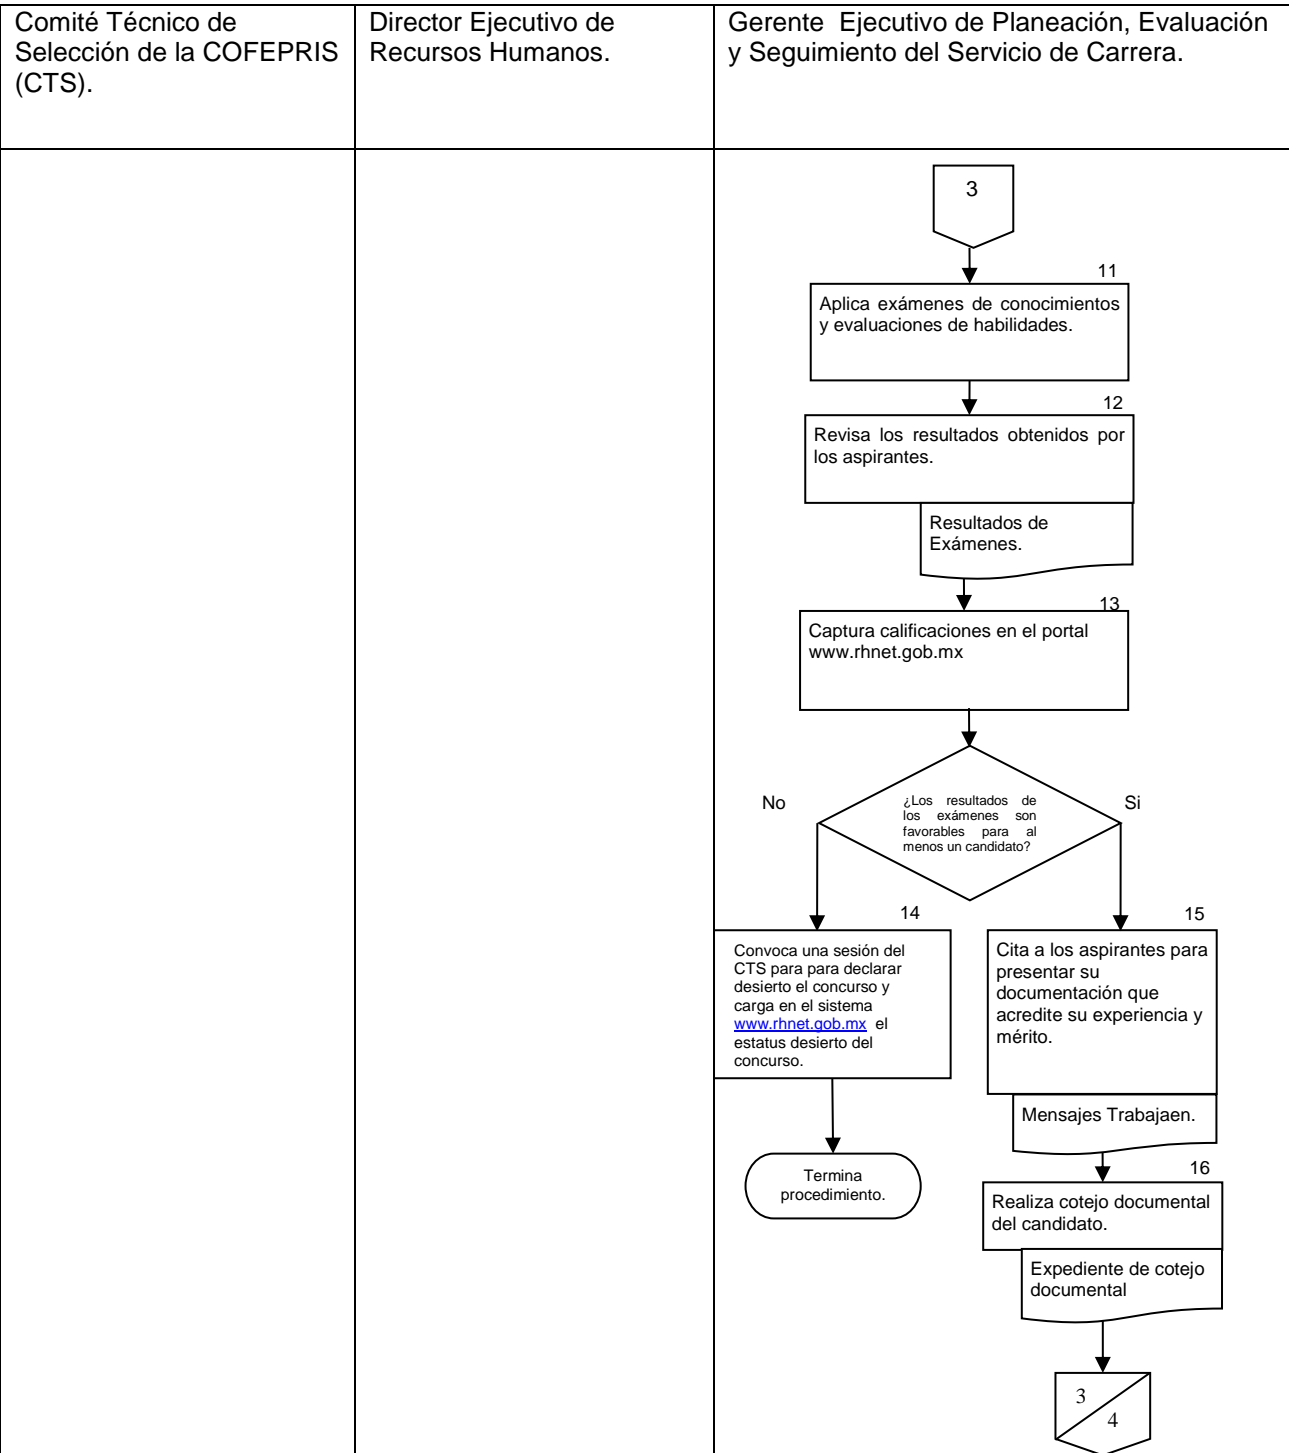 Comité Técnico de
Selección de la COFEPRIS
(CTS).
Director Ejecutivo de
Recursos Humanos.
Gerente Ejecutivo de Planeación, Evaluación
y Seguimiento del Servicio de Carrera.
3
11
Aplica exámenes de conocimientos
y evaluaciones de habilidades.
12
Revisa los resultados obtenidos por
los aspirantes.
Resultados de
Exámenes.
13
Captura calificaciones en el portal
www.rhnet.gob.mx
No
¿Los resultados de
los exámenes son
favorables para al
menos un candidato?
Si
14
Convoca una sesión del
CTS para para declarar
desierto el concurso y
carga en el sistema
www.rhnet.gob.mx el
estatus desierto del
concurso.
Termina
procedimiento.
15
Cita a los aspirantes para
presentar su
documentación que
acredite su experiencia y
mérito.
Mensajes Trabajaen.
16
Realiza cotejo documental
del candidato.
Expediente de cotejo
documental
3
4